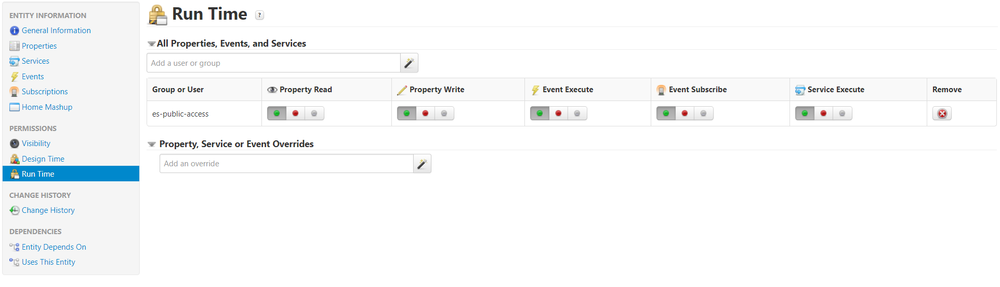 ENTITY INFORMATION
General Information
Properties
Services
Events
Subscriptions
Home Mashup
PERMISSIONS
Visibility
Design Time
Run Time
CHANGE HISTORY
Change History
DEPENDENCIES
Entity Depends On
Uses This Entity
Run Time ?
All Properties, Events, and Services
Add a user or group
Group or User Property Read Property Write Event Execute Event Subscribe Service Execute Remove
es-public-access
Property, Service or Event Overrides
Add an override